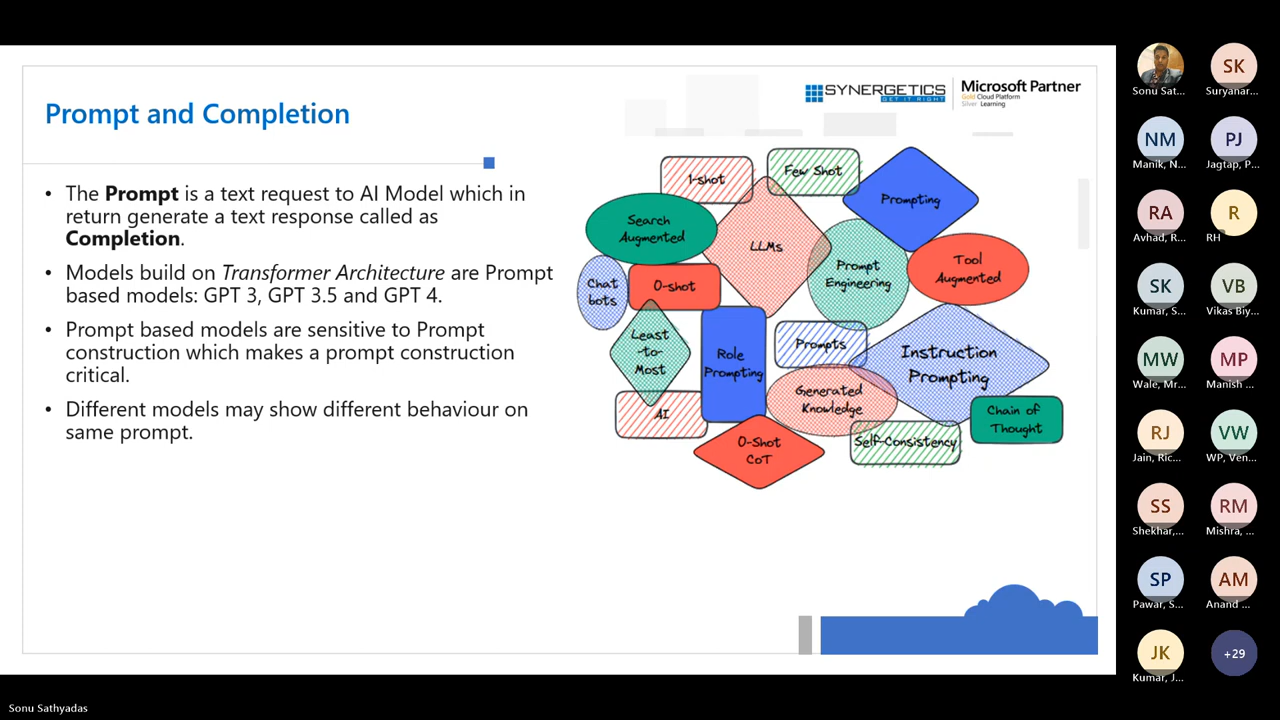 SYNERGETICS
GET IT RIGHT
Microsoft Partner
Gold Cloud Platform
Silver Learning
Prompt and Completion
• The Prompt is a text request to AI Model which in
return generate a text response called as
Completion.
• Models build on Transformer Architecture are Prompt
based models: GPT 3, GPT 3.5 and GPT 4.
• Prompt based models are sensitive to Prompt
construction which makes a prompt construction
critical.
• Different models may show different behaviour on
same prompt.
1-shot
Few Shot
Prompting
Search
Augmented
LLMs
Prompt
Engineering
Tool
Augmented
Chat
bots
0-shot
Least
-to-
Most
Role
Prompting
Prompts
Instruction
Prompting
Generated
Knowledge
AI
Chain of
Thought
0-Shot
CoT
Self-Consistency
Sonu Sat...
SK
Suryanar...
NM
Manik, N...
PJ
Jagtap, P...
RA
Avhad, R...
R
RH
SK
Kumar, S...
VB
Vikas Biy...
MW
Wale, Mr...
MP
Manish ...
RJ
Jain, Ric...
VW
WP, Ven...
SS
Shekhar,...
RM
Mishra, ...
SP
Pawar, S...
AM
Anand ...
JK
Kumar, J...
+29
Sonu Sathyadas